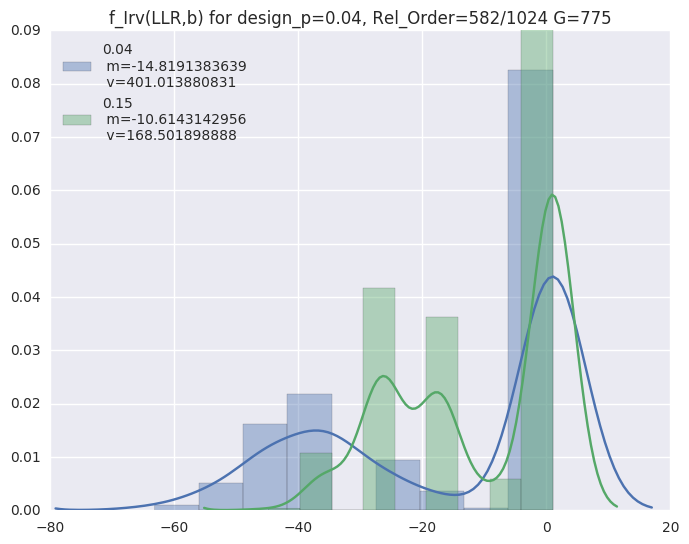 f_Irv(LLR,b) for design_p=0.04, Rel_Order=582/1024 G=775
0.04
m=-14.8191383639
v=401.013880831
0.15
m=-10.6143142956
v=168.501898888
0.09
0.08
0.07
0.06
0.05
0.04
0.03
0.02
0.01
0.00
−80 −60 −40 −20 0 20